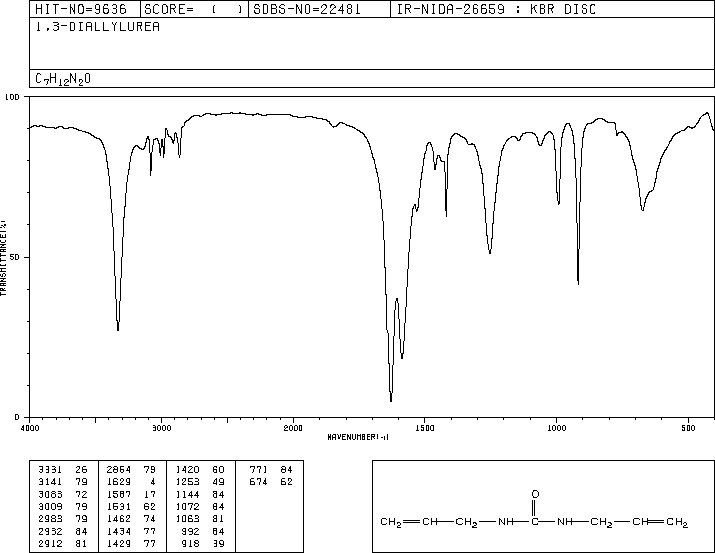 HIT-NO=9636 SCORE= ( ) SDBS-NO=22481 IR-NIDA-26659 : KBR DISC
1,3-DIALLYLUREA
C7H12N2O
100
TRANSMITTANCE(%)
50
0
4000 3000 2000 1500 1000 500
WAVENUMBER(-1)
3331 26 2864 79 1420 60 771 84
3141 79 1629 4 1253 49 674 62
3083 72 1587 17 1144 84
3009 79 1531 62 1072 84
2983 79 1462 74 1063 81
2932 84 1434 77 992 84
2912 81 1429 77 918 39
O
CH2=CH—CH2—NH—C—NH—CH2—CH=CH2